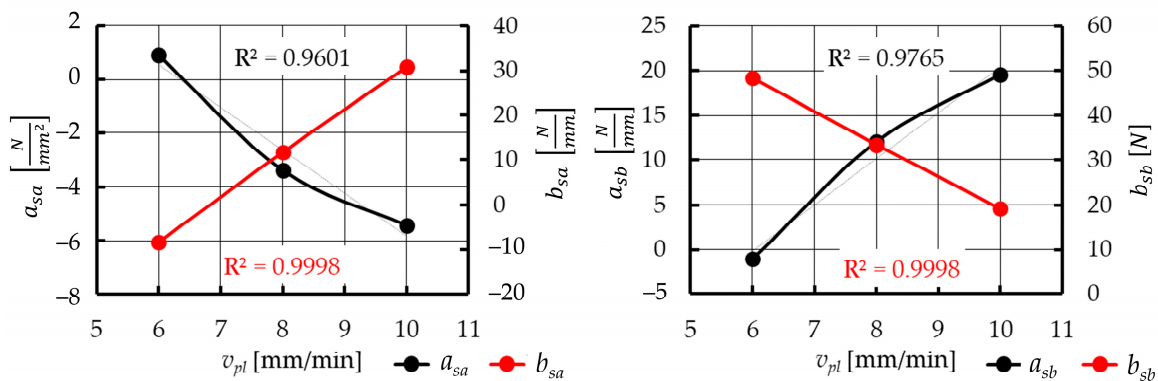 2
0
–2
–4
–6
–8
a_sa [N/mm²]
R² = 0.9601
R² = 0.9998
40
30
20
10
0
–10
–20
b_sa [N/mm]
5 6 7 8 9 10 11
v_pl [mm/min]
a_sa b_sa
25
20
15
10
5
0
–5
a_sb [N/mm]
R² = 0.9765
R² = 0.9998
60
50
40
30
20
10
0
b_sb [N]
5 6 7 8 9 10 11
v_pl [mm/min]
a_sb b_sb